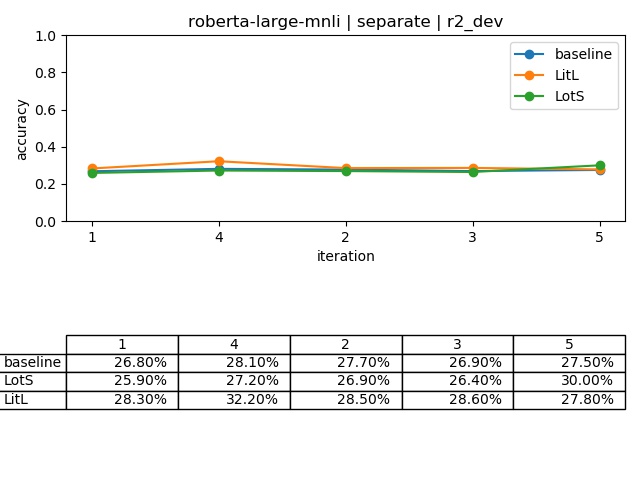 roberta-large-mnli | separate | r2_dev
1.0
0.8
0.6
0.4
0.2
0.0
accuracy
baseline
LitL
LotS
1 4 2 3 5
iteration
1 4 2 3 5
baseline 26.80% 28.10% 27.70% 26.90% 27.50%
LotS 25.90% 27.20% 26.90% 26.40% 30.00%
LitL 28.30% 32.20% 28.50% 28.60% 27.80%